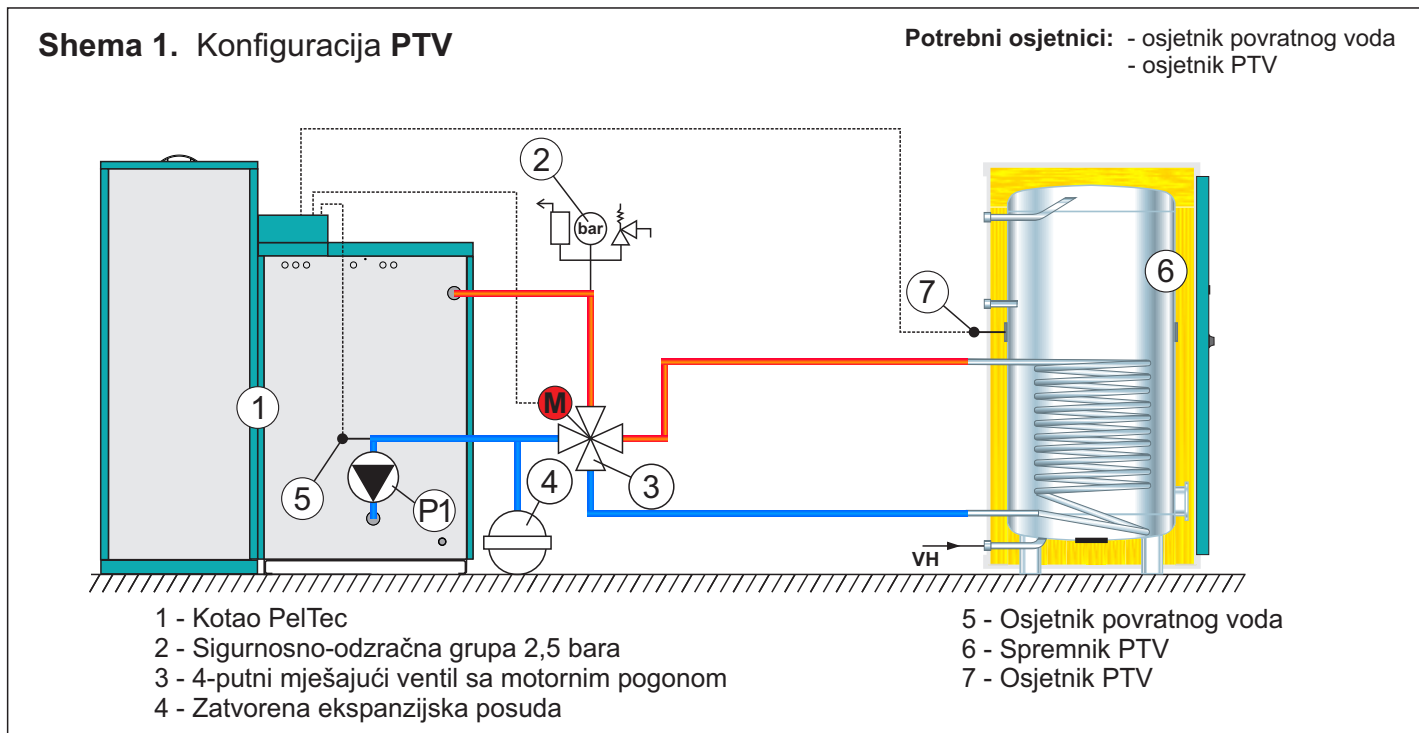 Shema 1. Konfiguracija PTV
Potrebni osjetnici: - osjetnik povratnog voda
- osjetnik PTV
2
bar
7
6
1
M
5
P1
4
3
VH
1 - Kotao PelTec
2 - Sigurnosno-odzračna grupa 2,5 bara
3 - 4-putni mješajući ventil sa motornim pogonom
4 - Zatvorena ekspanzijska posuda
5 - Osjetnik povratnog voda
6 - Spremnik PTV
7 - Osjetnik PTV